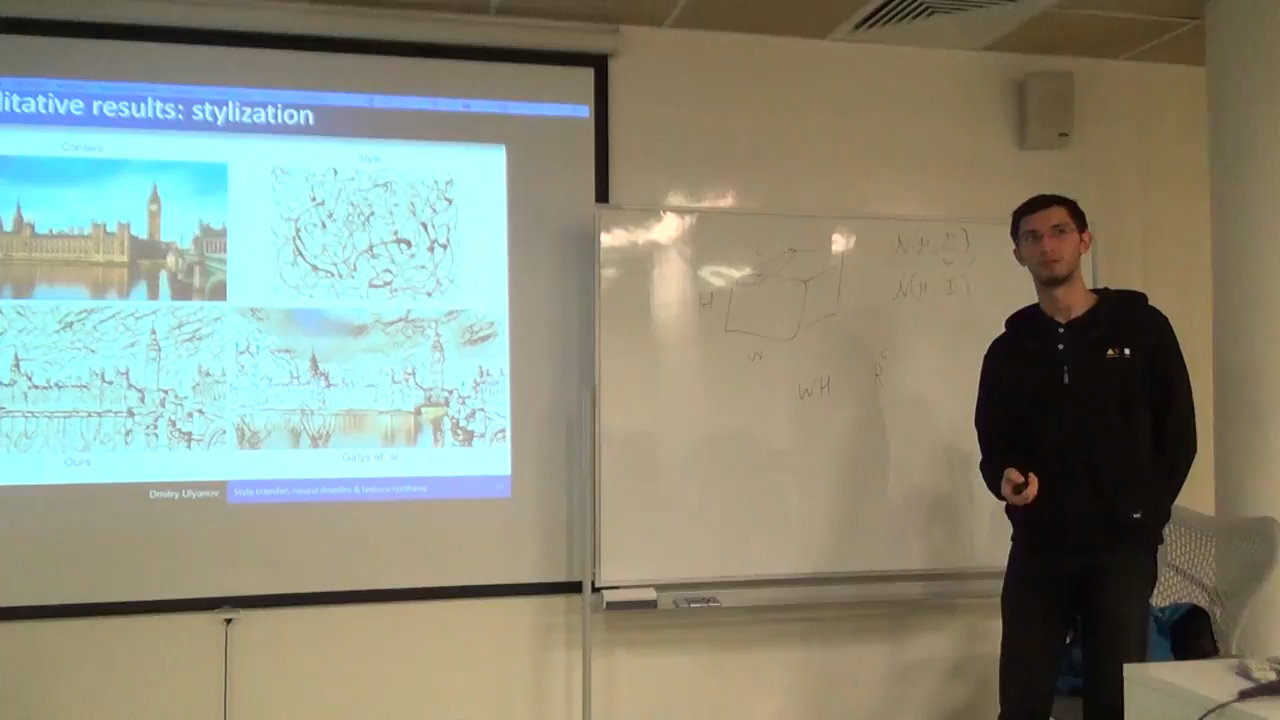 litative results: stylization
Content
Style
Ours
Gatys et al.
Dmitry Ulyanov
Style transfer, neural doodles & texture synthesis
C
H
W
WH
N(μ, Σ)
N(μ, I)
C
R